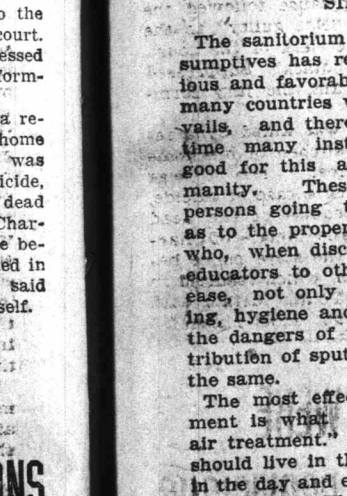 o the
court.
essed
form-
a re-
home
was
icide,
dead
Char-
e be-
ed in
said
self.
ONS
The sanitorium
sumptives has re
ious and favorab
many countries v
vails, and there
time many inst
good for this a
manity. Thes
persons going t
as to the proper
who, when disc
educators to oth
ease, not only
ing, hygiene and
the dangers of
tribution of sput
the same.
The most effec
ment is what
air treatment."
should live in th
in the day and e